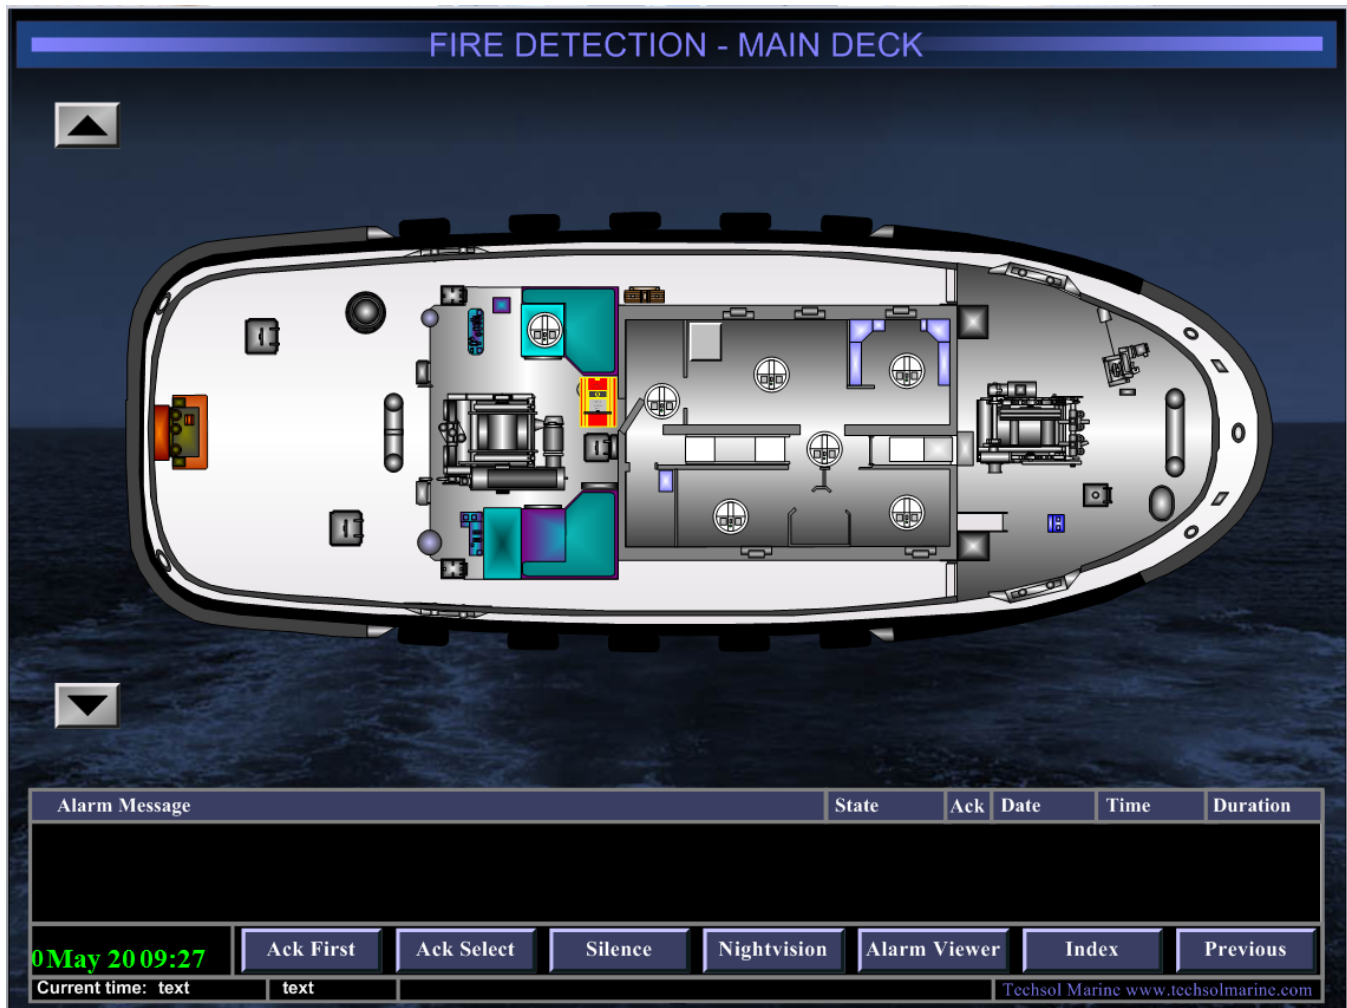 FIRE DETECTION - MAIN DECK
Alarm Message State Ack Date Time Duration
0May 20 09:27 Ack First Ack Select Silence Nightvision Alarm Viewer Index Previous
Current time: text text Techsol Marine www.techsolmarine.com